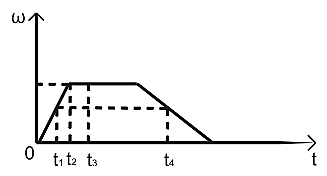 ω
0 t₁ t₂ t₃ t₄ t